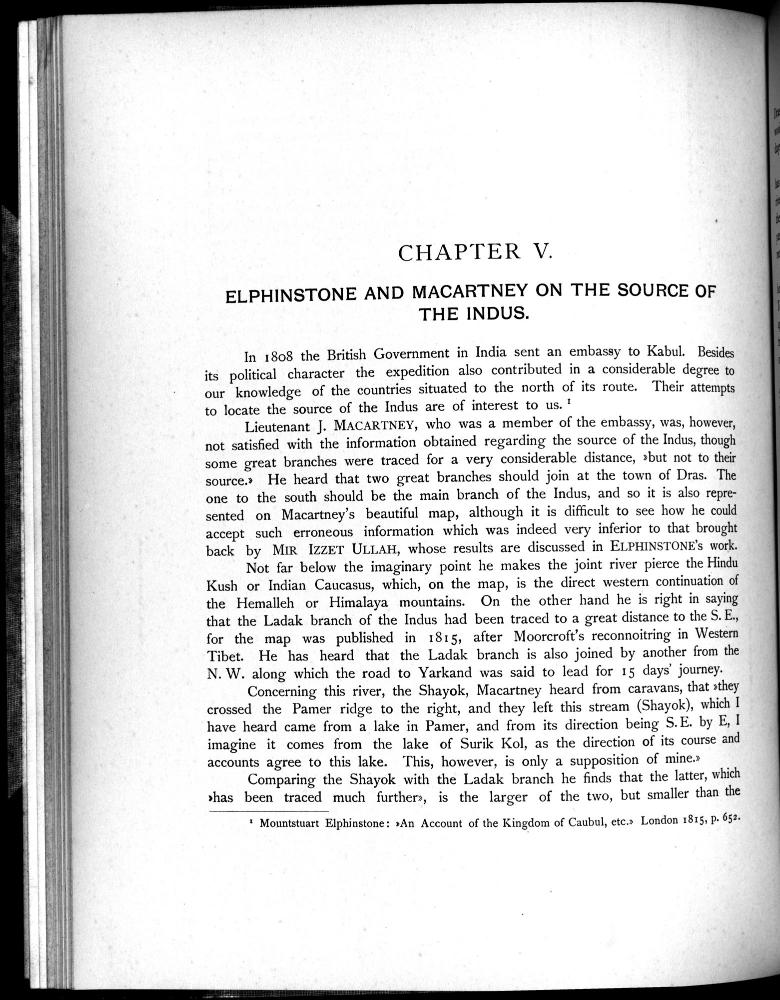 CHAPTER V.
ELPHINSTONE AND MACARTNEY ON THE SOURCE OF
THE INDUS.
In 1808 the British Government in India sent an embassy to Kabul. Besides
its political character the expedition also contributed in a considerable degree to
our knowledge of the countries situated to the north of its route. Their attempts
to locate the source of the Indus are of interest to us. ¹
Lieutenant J. MACARTNEY, who was a member of the embassy, was, however,
not satisfied with the information obtained regarding the source of the Indus, though
some great branches were traced for a very considerable distance, »but not to their
source.» He heard that two great branches should join at the town of Dras. The
one to the south should be the main branch of the Indus, and so it is also repre-
sented on Macartney's beautiful map, although it is difficult to see how he could
accept such erroneous information which was indeed very inferior to that brought
back by MIR IZZET ULLAH, whose results are discussed in ELPHINSTONE's work.
Not far below the imaginary point he makes the joint river pierce the Hindu
Kush or Indian Caucasus, which, on the map, is the direct western continuation of
the Hemalleh or Himalaya mountains. On the other hand he is right in saying
that the Ladak branch of the Indus had been traced to a great distance to the S. E.,
for the map was published in 1815, after Moorcroft's reconnoitring in Western
Tibet. He has heard that the Ladak branch is also joined by another from the
N. W. along which the road to Yarkand was said to lead for 15 days' journey.
Concerning this river, the Shayok, Macartney heard from caravans, that »they
crossed the Pamer ridge to the right, and they left this stream (Shayok), which I
have heard came from a lake in Pamer, and from its direction being S. E. by E, I
imagine it comes from the lake of Surik Kol, as the direction of its course and
accounts agree to this lake. This, however, is only a supposition of mine.»
Comparing the Shayok with the Ladak branch he finds that the latter, which
»has been traced much further», is the larger of the two, but smaller than the
¹ Mountstuart Elphinstone: »An Account of the Kingdom of Caubul, etc.» London 1815, p. 652.